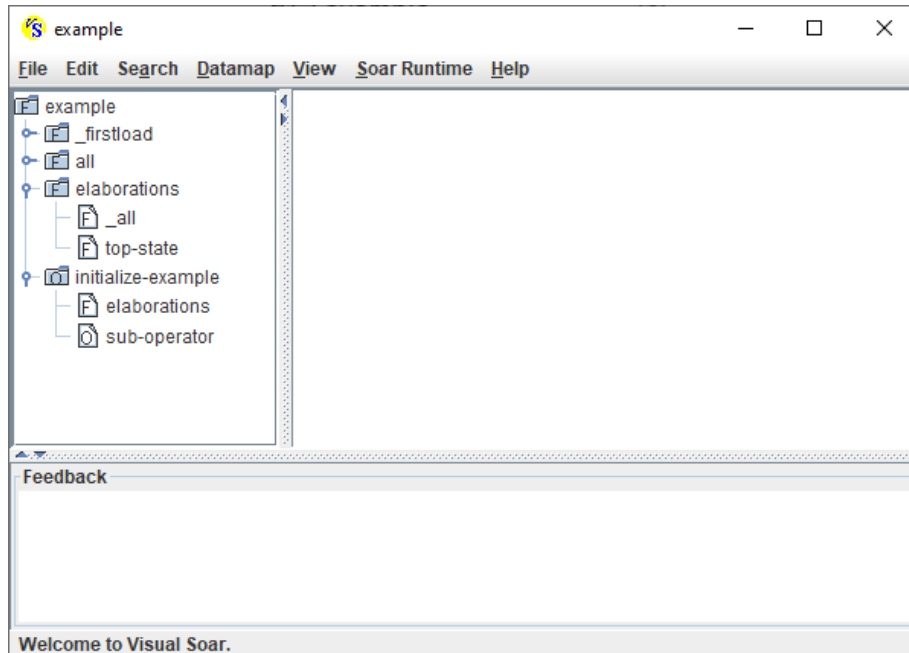 example
File Edit Search Datamap View Soar Runtime Help
F example
F _firstload
F all
F elaborations
F _all
F top-state
O initialize-example
F elaborations
O sub-operator
Feedback
Welcome to Visual Soar.